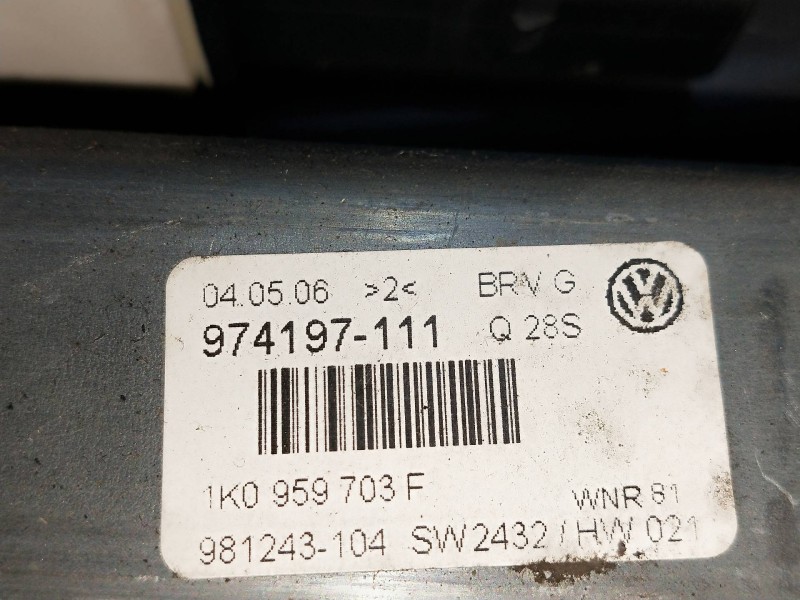 04.05.06 >2< BRV G
974197-111 Q 28S
1K0 959 703 F WNR 81
981243-104 SW2432 / HW 021